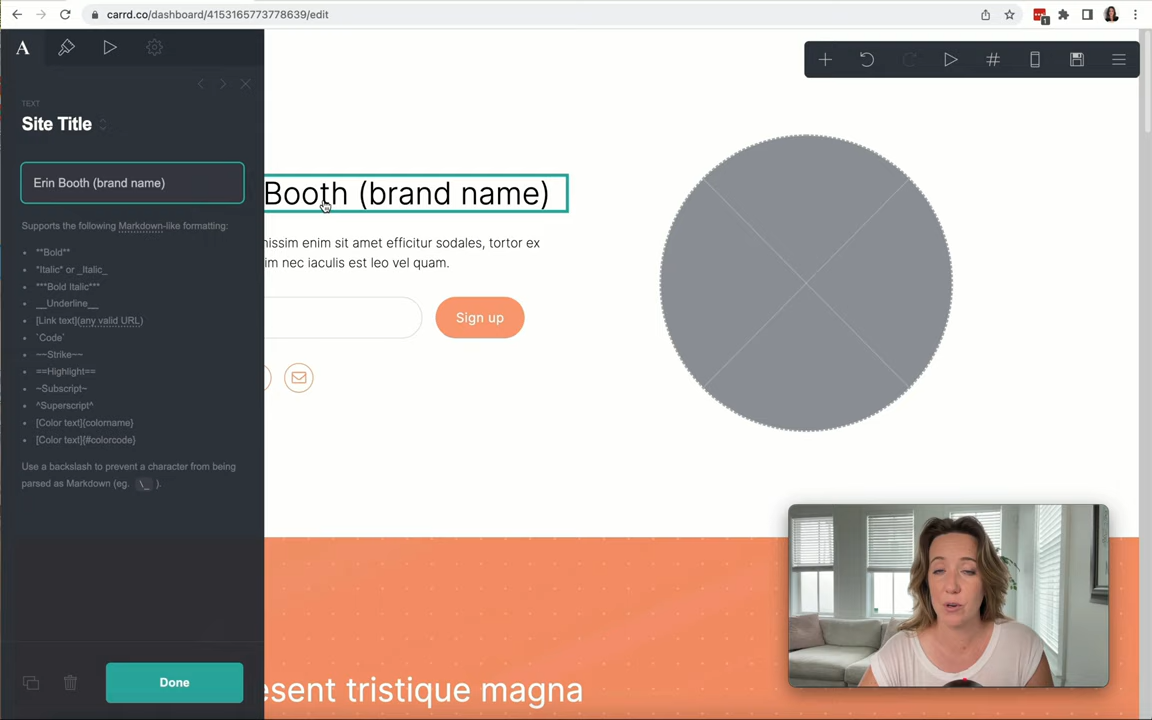 carrd.co/dashboard/4153165773778639/edit
1
A
TEXT
Site Title
Erin Booth (brand name)
Booth (brand name)
Supports the following Markdown-like formatting:
**Bold**
*Italic* or _Italic_
***Bold Italic***
__Underline__
[Link text](any valid URL)
`Code`
~~Strike~~
==Highlight==
~Subscript~
^Superscript^
[Color text]{colorname}
[Color text]{#colorcode}
Use a backslash to prevent a character from being
parsed as Markdown (eg. \_ ).
nissim enim sit amet efficitur sodales, tortor ex
im nec iaculis est leo vel quam.
Sign up
Done
esent tristique magna